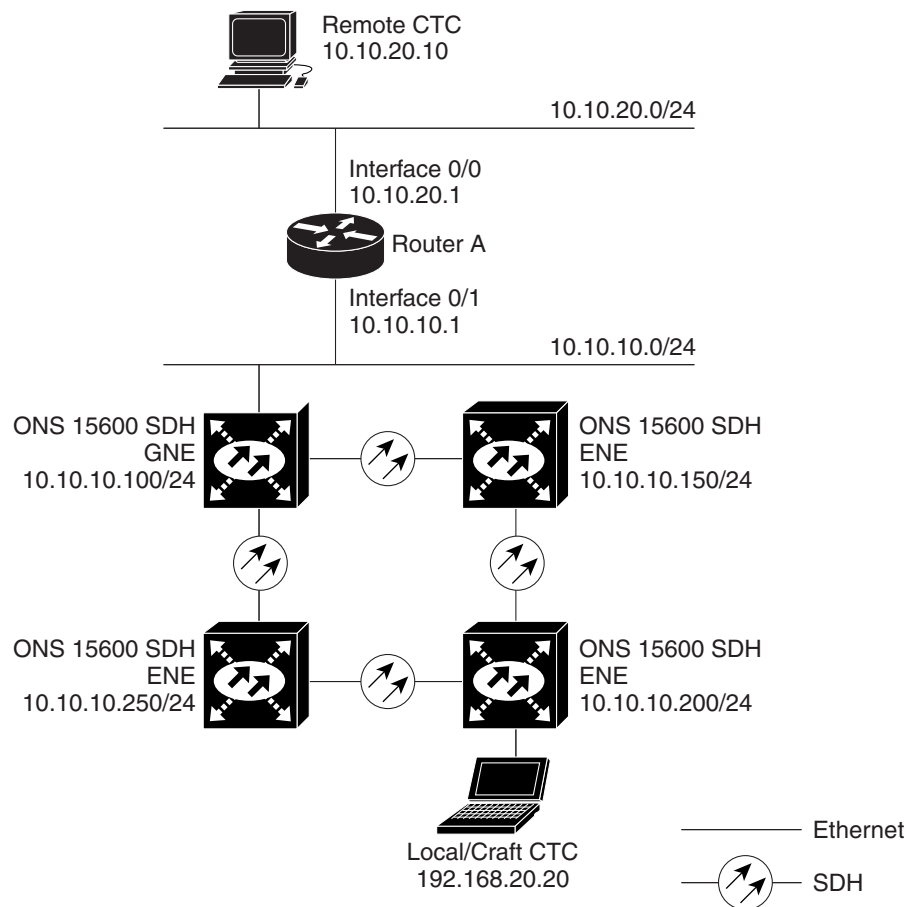 Remote CTC
10.10.20.10
10.10.20.0/24
Interface 0/0
10.10.20.1
Router A
Interface 0/1
10.10.10.1
10.10.10.0/24
ONS 15600 SDH
GNE
10.10.10.100/24
ONS 15600 SDH
ENE
10.10.10.150/24
ONS 15600 SDH
ENE
10.10.10.250/24
ONS 15600 SDH
ENE
10.10.10.200/24
Local/Craft CTC
192.168.20.20
Ethernet
SDH